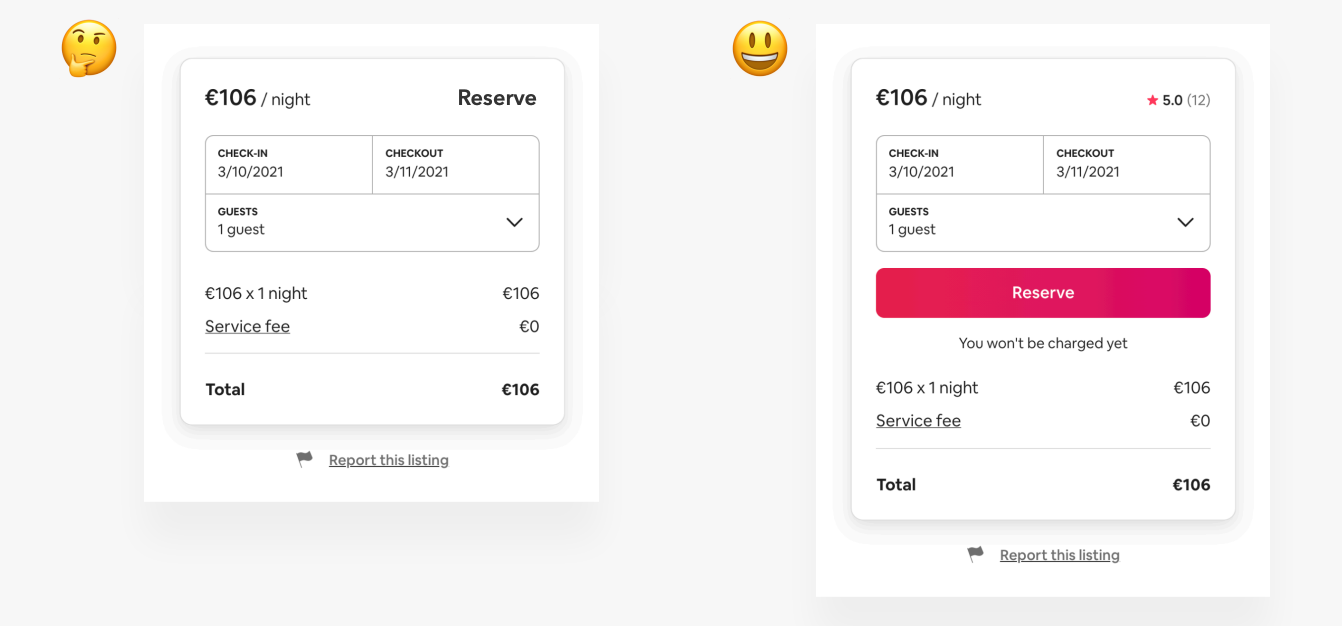 €106 / night Reserve
CHECK-IN CHECKOUT
3/10/2021 3/11/2021
GUESTS
1 guest
€106 x 1 night €106
Service fee €0
Total €106
Report this listing
€106 / night ★ 5.0 (12)
CHECK-IN CHECKOUT
3/10/2021 3/11/2021
GUESTS
1 guest
Reserve
You won't be charged yet
€106 x 1 night €106
Service fee €0
Total €106
Report this listing